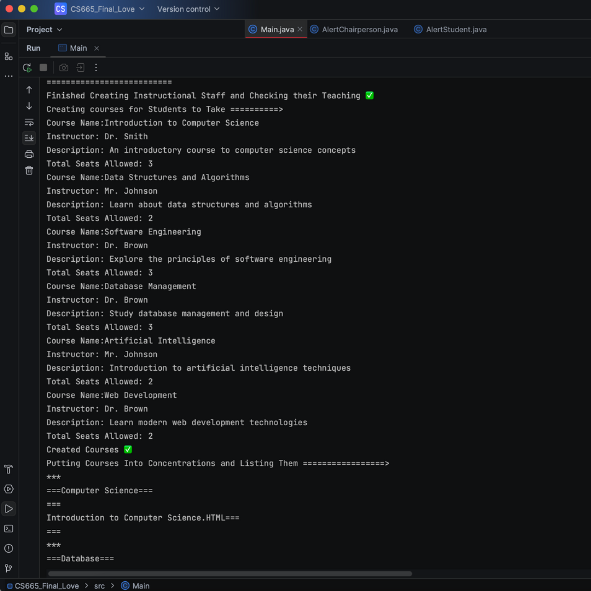 CS CS665_Final_Love Version control
Project
Main.java
AlertChairperson.java
AlertStudent.java
Run Main
==========================
Finished Creating Instructional Staff and Checking their Teaching ✅
Creating courses for Students to Take ==========>
Course Name:Introduction to Computer Science
Instructor: Dr. Smith
Description: An introductory course to computer science concepts
Total Seats Allowed: 3
Course Name:Data Structures and Algorithms
Instructor: Mr. Johnson
Description: Learn about data structures and algorithms
Total Seats Allowed: 2
Course Name:Software Engineering
Instructor: Dr. Brown
Description: Explore the principles of software engineering
Total Seats Allowed: 3
Course Name:Database Management
Instructor: Dr. Brown
Description: Study database management and design
Total Seats Allowed: 3
Course Name:Artificial Intelligence
Instructor: Mr. Johnson
Description: Introduction to artificial intelligence techniques
Total Seats Allowed: 2
Course Name:Web Development
Instructor: Dr. Brown
Description: Learn modern web development technologies
Total Seats Allowed: 2
Created Courses ✅
Putting Courses Into Concentrations and Listing Them =================>
***
===Computer Science===
===
Introduction to Computer Science.HTML===
===
***
===Database===
CS665_Final_Love > src > Main